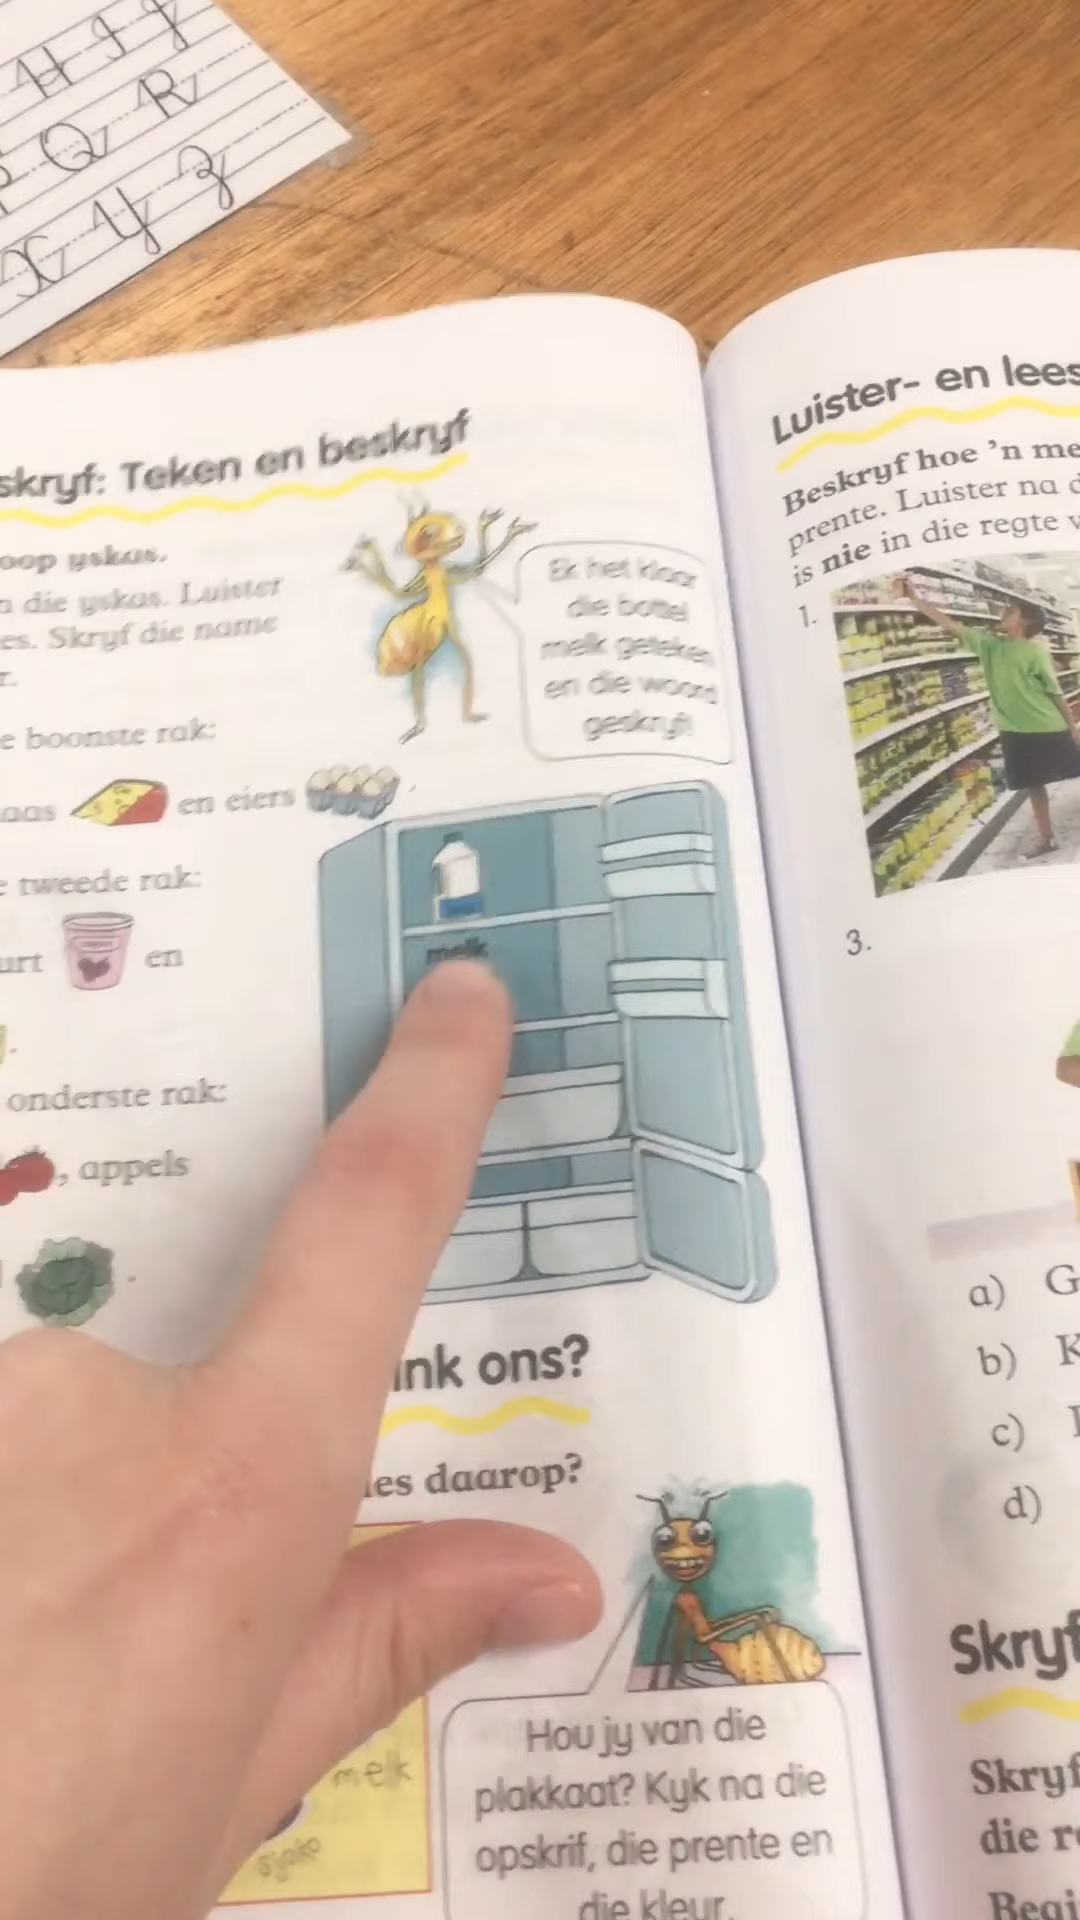 H I J
Q R
X Y Z
skryf: Teken en beskryf
oop yskas.
die yskas. Luister
es. Skryf die name
r.
e boonste rak:
aas en eiers
e tweede rak:
urt en
onderste rak:
, appels
Ek het klaar
die bottel
melk geteken
en die woord
geskryf!
melk
ink ons?
ies daarop?
melk
sjoko
Hou jy van die
plakkaat? Kyk na die
opskrif, die prente en
die kleur.
Luister- en lees
Beskryf hoe 'n me
prente. Luister na d
is nie in die regte v
1.
3.
a) G
b) K
c)
d)
Skryf
Skryf
die re
Begi